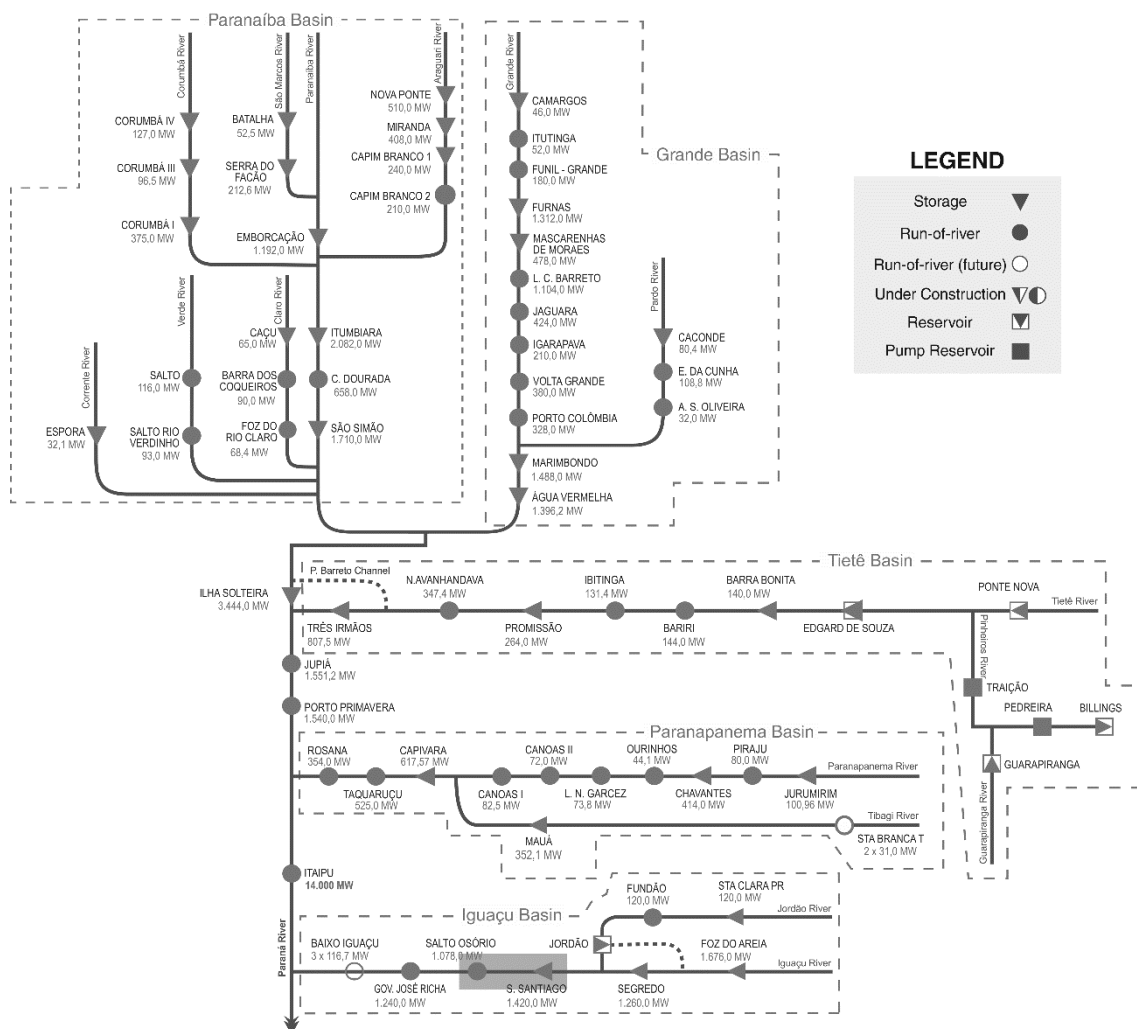 Paranaíba Basin
Corumbá River
São Marcos River
Paranaíba River
Araguari River
CORUMBÁ IV
127,0 MW
CORUMBÁ III
96,5 MW
CORUMBÁ I
375,0 MW
BATALHA
52,5 MW
SERRA DO
FACÃO
212,6 MW
EMBORCAÇÃO
1.192,0 MW
NOVA PONTE
510,0 MW
MIRANDA
408,0 MW
CAPIM BRANCO 1
240,0 MW
CAPIM BRANCO 2
210,0 MW
Corrente River
Verde River
Claro River
ESPORA
32,1 MW
SALTO
116,0 MW
SALTO RIO
VERDINHO
93,0 MW
CAÇU
65,0 MW
BARRA DOS
COQUEIROS
90,0 MW
FOZ DO
RIO CLARO
68,4 MW
ITUMBIARA
2.082,0 MW
C. DOURADA
658,0 MW
SÃO SIMÃO
1.710,0 MW
Grande Basin
Grande River
CAMARGOS
46,0 MW
ITUTINGA
52,0 MW
FUNIL - GRANDE
180,0 MW
FURNAS
1.312,0 MW
MASCARENHAS
DE MORAES
478,0 MW
L. C. BARRETO
1.104,0 MW
JAGUARA
424,0 MW
IGARAPAVA
210,0 MW
VOLTA GRANDE
380,0 MW
PORTO COLÔMBIA
328,0 MW
MARIMBONDO
1.488,0 MW
ÁGUA VERMELHA
1.396,2 MW
Pardo River
CACONDE
80,4 MW
E. DA CUNHA
108,8 MW
A. S. OLIVEIRA
32,0 MW
LEGEND
Storage
Run-of-river
Run-of-river (future)
Under Construction
Reservoir
Pump Reservoir
Tietê Basin
P. Barreto Channel
ILHA SOLTEIRA
3.444,0 MW
TRÊS IRMÃOS
807,5 MW
N.AVANHANDAVA
347,4 MW
PROMISSÃO
264,0 MW
IBITINGA
131,4 MW
BARIRI
144,0 MW
BARRA BONITA
140,0 MW
EDGARD DE SOUZA
PONTE NOVA
Tietê River
Pinheiros River
TRAIÇÃO
PEDREIRA
BILLINGS
GUARAPIRANGA
Guarapiranga River
JUPIÁ
1.551,2 MW
PORTO PRIMAVERA
1.540,0 MW
Paranapanema Basin
ROSANA
354,0 MW
TAQUARUÇU
525,0 MW
CAPIVARA
617,57 MW
CANOAS I
82,5 MW
CANOAS II
72,0 MW
L. N. GARCEZ
73,8 MW
OURINHOS
44,1 MW
CHAVANTES
414,0 MW
PIRAJU
80,0 MW
JURUMIRIM
100,96 MW
Paranapanema River
Tibagi River
MAUÁ
352,1 MW
STA BRANCA T
2 x 31,0 MW
ITAIPU
14.000 MW
Paraná River
Iguaçu Basin
FUNDÃO
120,0 MW
STA CLARA PR
120,0 MW
Jordão River
JORDÃO
BAIXO IGUAÇU
3 x 116,7 MW
GOV. JOSÉ RICHA
1.240,0 MW
SALTO OSÓRIO
1.078,0 MW
S. SANTIAGO
1.420,0 MW
SEGREDO
1.260.0 MW
FOZ DO AREIA
1.676,0 MW
Iguaçu River